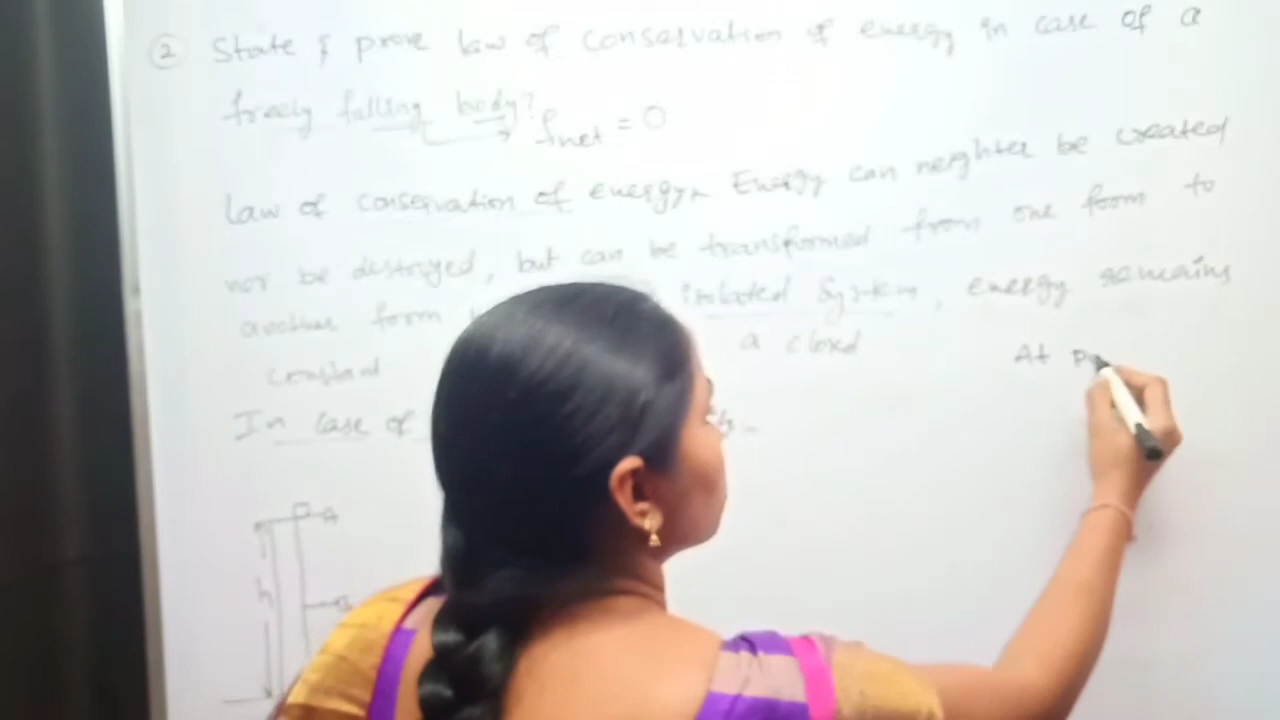 ② State & prove law of conservation of energy in case of a
freely falling body?
fnet = 0
Law of conservation of energy Energy can neighter be created
nor be destroyed, but can be transformed from one form to
another form isolated System, energy remains
constant a closed
At
In case of
A
h
B